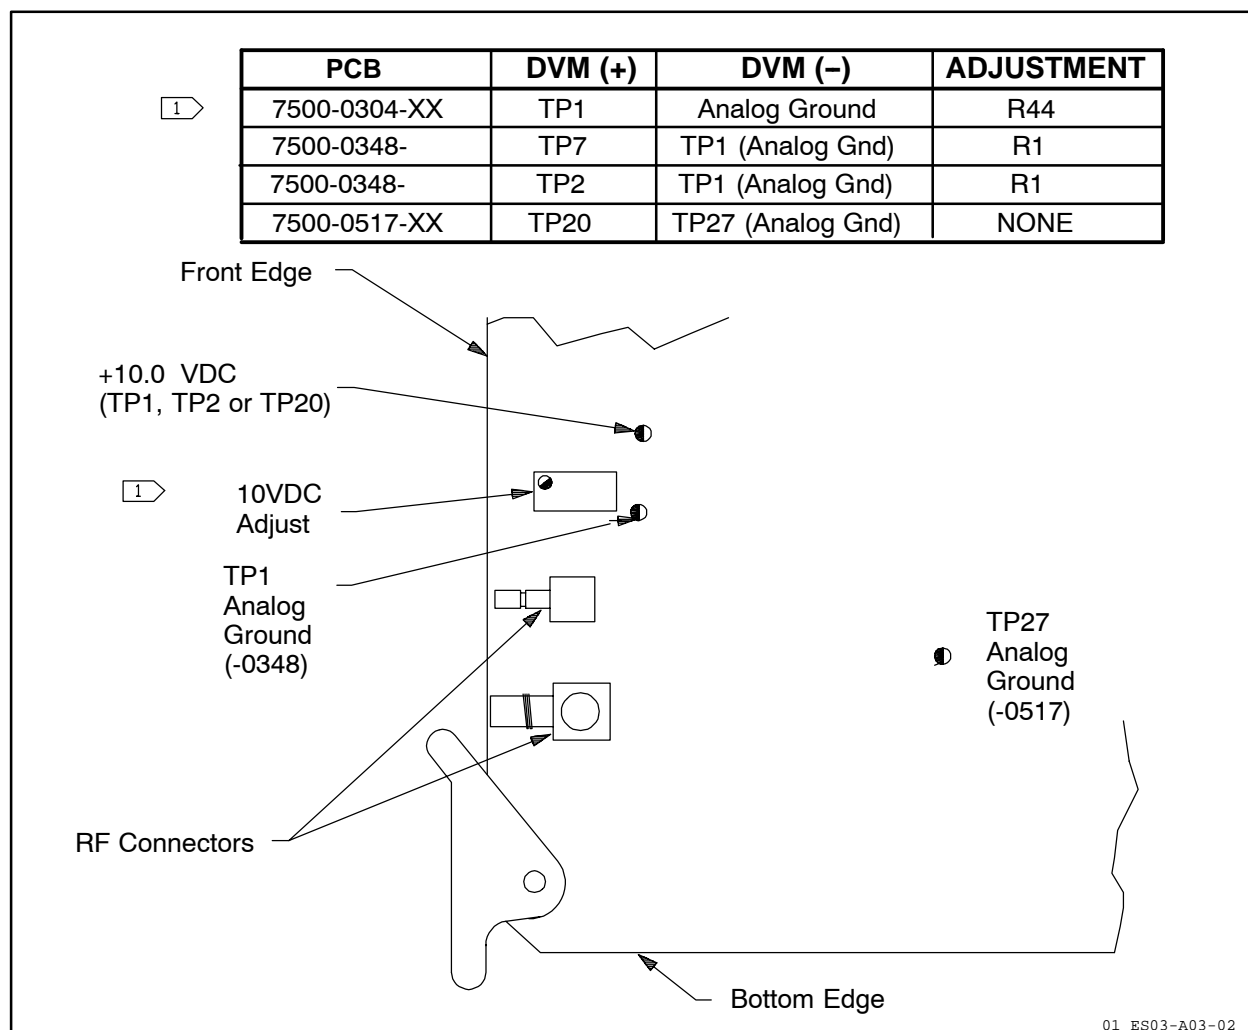 PCB DVM (+) DVM (–) ADJUSTMENT
1 7500-0304-XX TP1 Analog Ground R44
7500-0348- TP7 TP1 (Analog Gnd) R1
7500-0348- TP2 TP1 (Analog Gnd) R1
7500-0517-XX TP20 TP27 (Analog Gnd) NONE
Front Edge
+10.0 VDC
(TP1, TP2 or TP20)
1 10VDC
Adjust
TP1
Analog
Ground
(-0348)
TP27
Analog
Ground
(-0517)
RF Connectors
Bottom Edge
01 ES03-A03-02